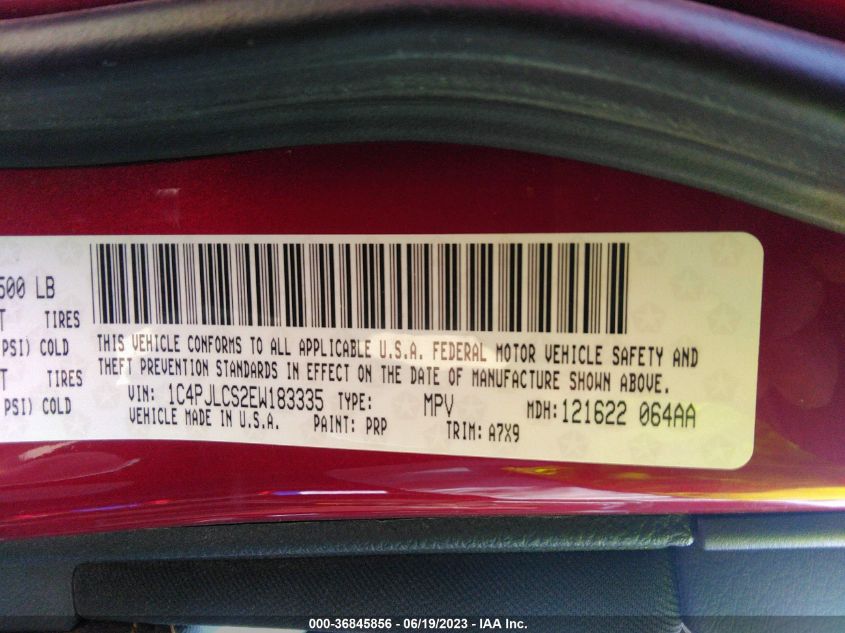 500 LB
T TIRES
PSI) COLD
T TIRES
PSI) COLD
THIS VEHICLE CONFORMS TO ALL APPLICABLE U.S.A. FEDERAL MOTOR VEHICLE SAFETY AND
THEFT PREVENTION STANDARDS IN EFFECT ON THE DATE OF MANUFACTURE SHOWN ABOVE.
VIN: 1C4PJLCS2EW183335 TYPE: MPV MDH: 121622 064AA
VEHICLE MADE IN U.S.A. PAINT: PRP TRIM: A7X9
000-36845856 - 06/19/2023 - IAA Inc.